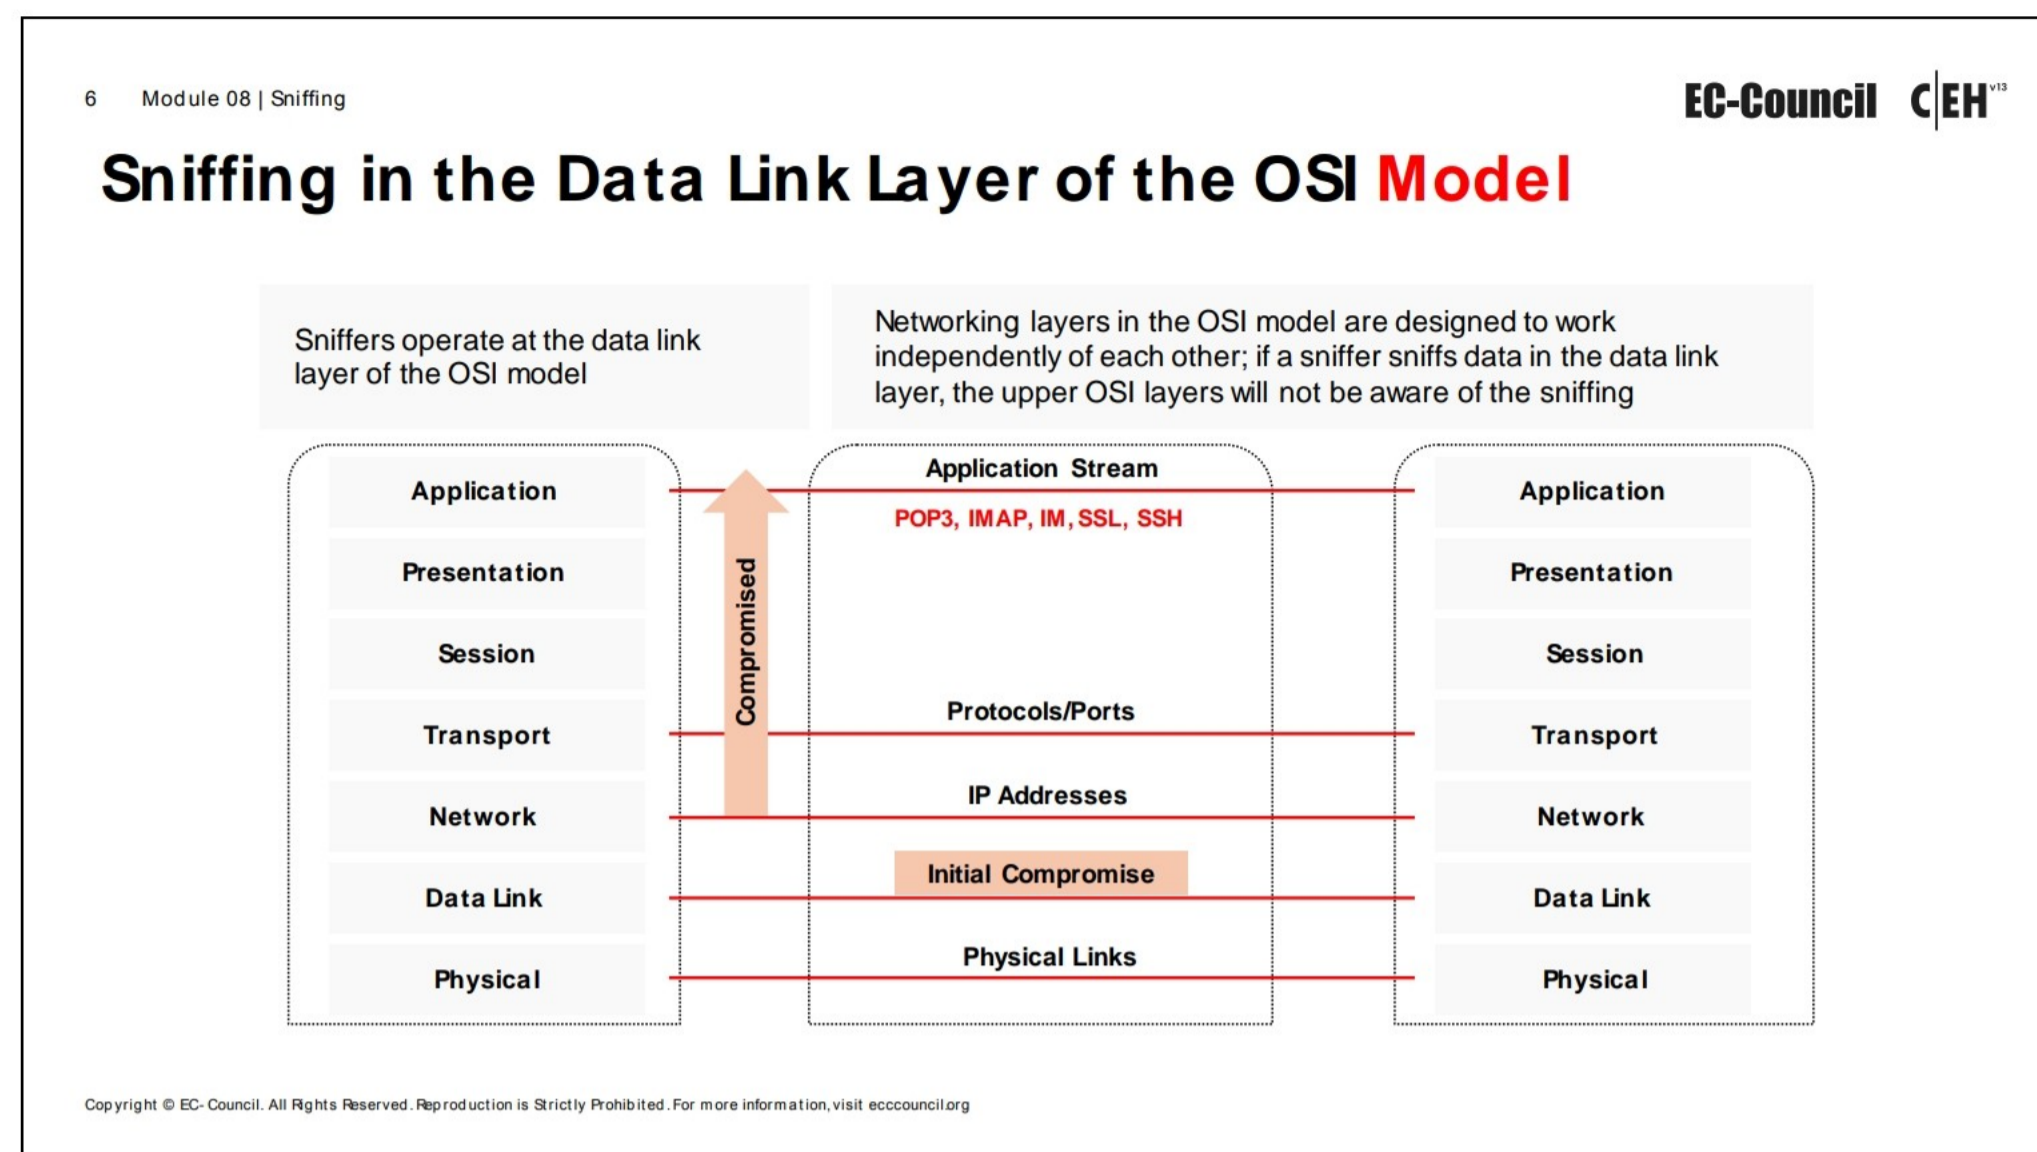 6 Module 08 | Sniffing
EC-Council C|EH v13
Sniffing in the Data Link Layer of the OSI Model
Sniffers operate at the data link
layer of the OSI model
Networking layers in the OSI model are designed to work
independently of each other; if a sniffer sniffs data in the data link
layer, the upper OSI layers will not be aware of the sniffing
Application
Presentation
Session
Transport
Network
Data Link
Physical
Compromised
Application Stream
POP3, IMAP, IM, SSL, SSH
Protocols/Ports
IP Addresses
Initial Compromise
Physical Links
Application
Presentation
Session
Transport
Network
Data Link
Physical
Copyright © EC-Council. All Rights Reserved. Reproduction is Strictly Prohibited. For more information, visit ecccouncil.org